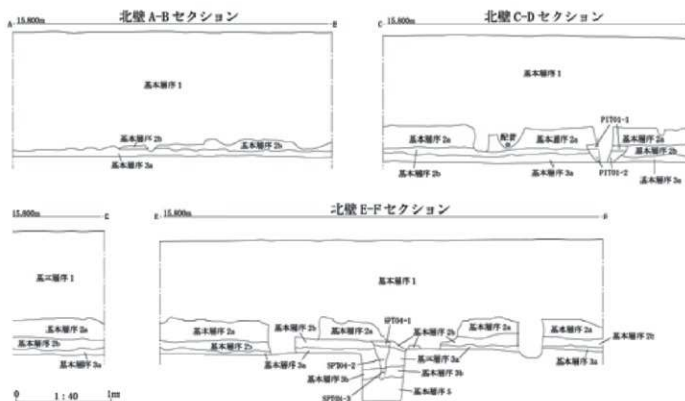 北壁 A-B セクション
A 15.800m B
基本層序 1
基本層序 2b
基本層序 2b
基本層序 3a
北壁 C-D セクション
C 15.800m
基本層序 1
PIT01-1
基本層序 2a
配管
基本層序 2a
基本層序 2a
基本層序 2b
基本層序 2b
基本層序 3a
PIT01-2
基本層序 3a
15.800m
基本層序 1
基本層序 2a
基本層序 2b
基本層序 3a
0 1:40 1m
北壁 E-F セクション
E 15.800m
基本層序 1
SPT04-1
基本層序 2a
基本層序 2b
基本層序 2a
基本層序 2b
基本層序 2a
基本層序 2a
基本層序 2b
基本層序 2b
基本層序 3a
基本層序 3a
基本層序 3a
SPT04-2
基本層序 3b
基本層序 3b
SPT04-3
基本層序 5